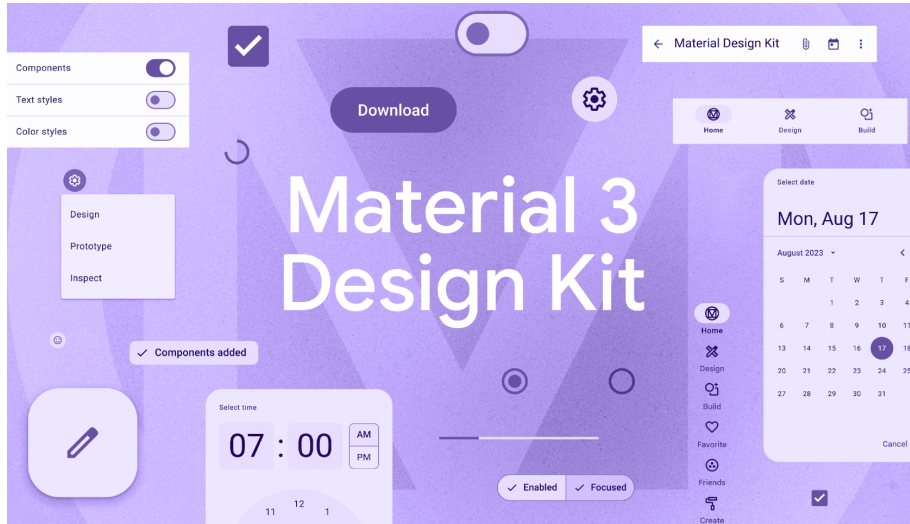 Components
Text styles
Color styles
Download
Material Design Kit
Home Design Build
Design
Prototype
Inspect
Material 3
Design Kit
Components added
Select time
07 : 00
AM
PM
11 12 1
Enabled Focused
Home
Design
Build
Favorite
Friends
Create
Select date
Mon, Aug 17
August 2023
S M T W T F
1 2 3 4
6 7 8 9 10 11
13 14 15 16 17 18
20 21 22 23 24 25
27 28 29 30 31
Cancel